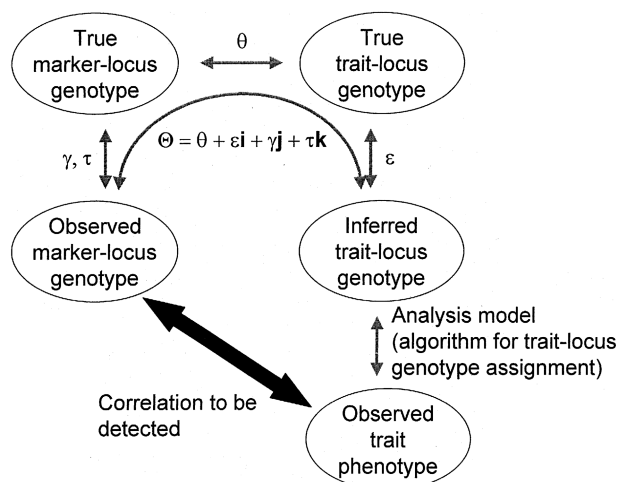 True
marker-locus
genotype
θ
True
trait-locus
genotype
Θ = θ + εi + γj + τk
γ, τ
ε
Observed
marker-locus
genotype
Inferred
trait-locus
genotype
Analysis model
(algorithm for trait-locus
genotype assignment)
Correlation to be
detected
Observed
trait
phenotype